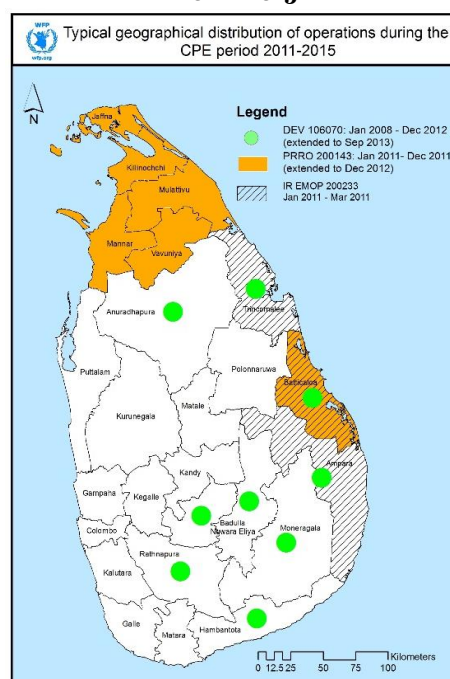 WFP
wfp.org
Typical geographical distribution of operations during the
CPE period 2011-2015
N
Legend
DEV 106070: Jan 2008 - Dec 2012
(extended to Sep 2013)
PRRO 200143: Jan 2011- Dec 2011
(extended to Dec 2012)
IR EMOP 200233
Jan 2011 - Mar 2011
Jaffna
Kilinochchi
Mulattivu
Mannar
Vavuniya
Trincomalee
Anuradhapura
Puttalam
Polonnaruwa
Batticaloa
Matale
Kurunegala
Ampara
Kandy
Gampaha
Kegalle
Badulla
Nuwara Eliya
Moneragala
Colombo
Rathnapura
Kalutara
Galle
Matara
Hambantota
Kilometers
0 12.5 25 50 75 100